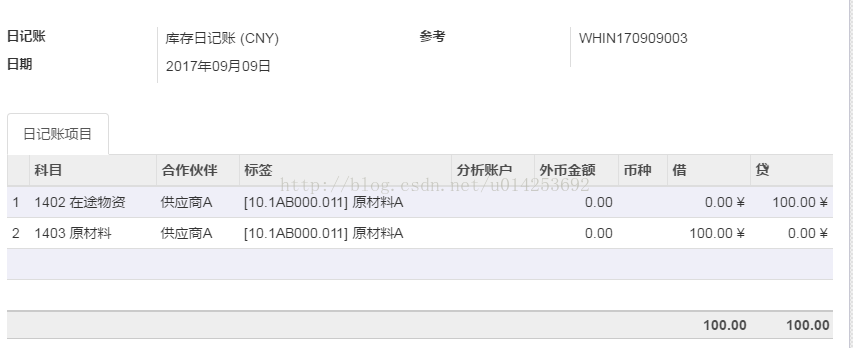 日记账 库存日记账 (CNY) 参考 WHIN170909003
日期 2017年09月09日
日记账项目
科目 合作伙伴 标签 分析账户 外币金额 币种 借 贷
http://blog.csdn.net/u014253692
1 1402 在途物资 供应商A [10.1AB000.011] 原材料A 0.00 0.00 ¥ 100.00 ¥
2 1403 原材料 供应商A [10.1AB000.011] 原材料A 0.00 100.00 ¥ 0.00 ¥
100.00 100.00